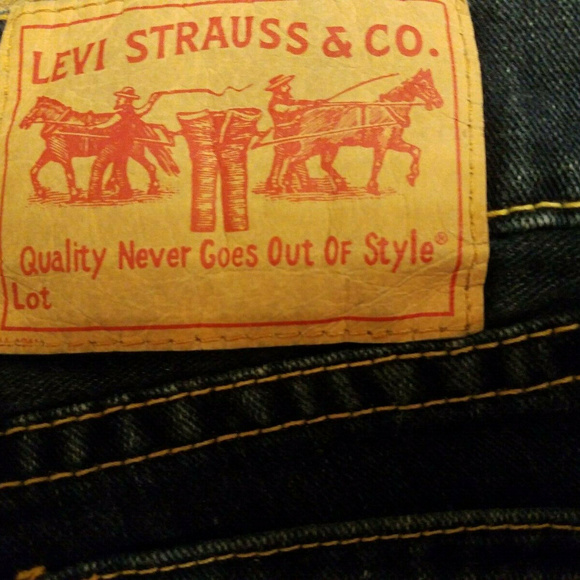 LEVI STRAUSS & CO.
Quality Never Goes Out Of Style®
Lot